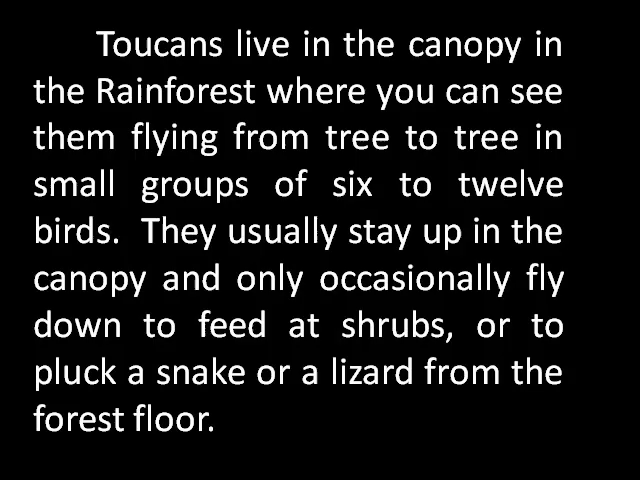 Toucans live in the canopy in
the Rainforest where you can see
them flying from tree to tree in
small groups of six to twelve
birds. They usually stay up in the
canopy and only occasionally fly
down to feed at shrubs, or to
pluck a snake or a lizard from the
forest floor.